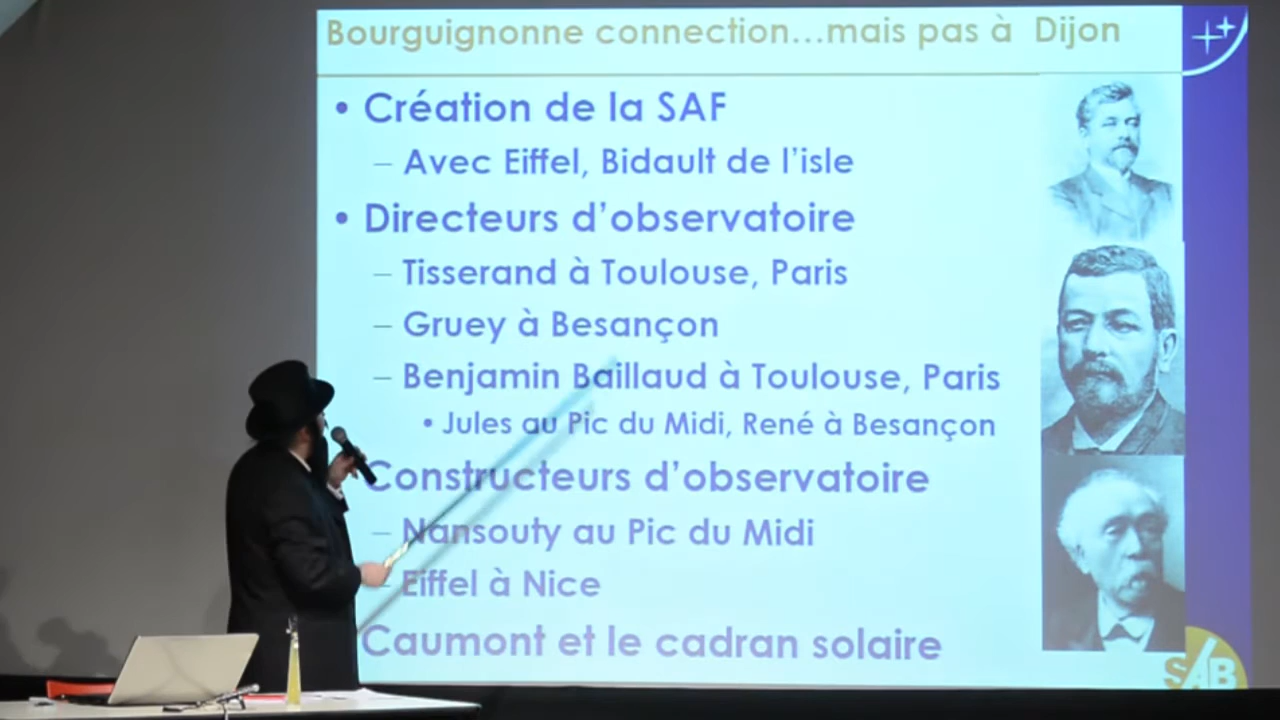 Bourguignonne connection...mais pas à Dijon
• Création de la SAF
– Avec Eiffel, Bidault de l'isle
• Directeurs d'observatoire
– Tisserand à Toulouse, Paris
– Gruey à Besançon
– Benjamin Baillaud à Toulouse, Paris
• Jules au Pic du Midi, René à Besançon
Constructeurs d'observatoire
– Nansouty au Pic du Midi
– Eiffel à Nice
Caumont et le cadran solaire
SAB